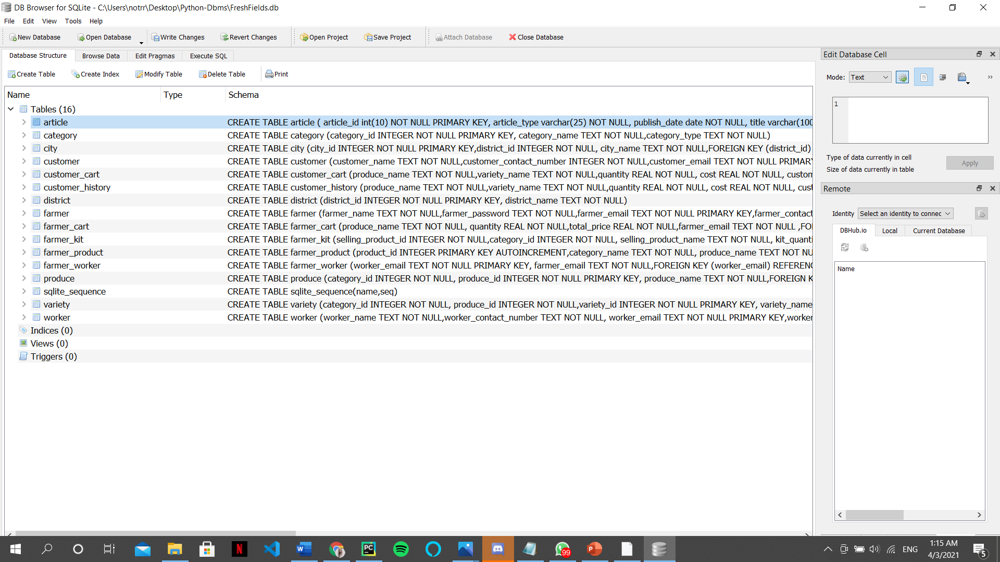 DB Browser for SQLite - C:\Users\notrr\Desktop\Python-Dbms\FreshFields.db
File Edit View Tools Help
New Database Open Database Write Changes Revert Changes Open Project Save Project Attach Database Close Database
Database Structure Browse Data Edit Pragmas Execute SQL
Create Table Create Index Modify Table Delete Table Print
Name Type Schema
Tables (16)
article CREATE TABLE article ( article_id int(10) NOT NULL PRIMARY KEY, article_type varchar(25) NOT NULL, publish_date date NOT NULL, title varchar(100
category CREATE TABLE category (category_id INTEGER NOT NULL PRIMARY KEY, category_name TEXT NOT NULL,category_type TEXT NOT NULL)
city CREATE TABLE city (city_id INTEGER NOT NULL PRIMARY KEY,district_id INTEGER NOT NULL, city_name TEXT NOT NULL,FOREIGN KEY (district_id)
customer CREATE TABLE customer (customer_name TEXT NOT NULL,customer_contact_number INTEGER NOT NULL,customer_email TEXT NOT NULL PRIMARY
customer_cart CREATE TABLE customer_cart (produce_name TEXT NOT NULL,variety_name TEXT NOT NULL,quantity REAL NOT NULL, cost REAL NOT NULL, custom
customer_history CREATE TABLE customer_history (produce_name TEXT NOT NULL,variety_name TEXT NOT NULL,quantity REAL NOT NULL, cost REAL NOT NULL, cust
district CREATE TABLE district (district_id INTEGER NOT NULL PRIMARY KEY, district_name TEXT NOT NULL)
farmer CREATE TABLE farmer (farmer_name TEXT NOT NULL,farmer_password TEXT NOT NULL,farmer_email TEXT NOT NULL PRIMARY KEY,farmer_contact
farmer_cart CREATE TABLE farmer_cart (produce_name TEXT NOT NULL, quantity REAL NOT NULL,total_price REAL NOT NULL,farmer_email TEXT NOT NULL ,FO
farmer_kit CREATE TABLE farmer_kit (selling_product_id INTEGER NOT NULL,category_id INTEGER NOT NULL, selling_product_name TEXT NOT NULL, kit_quanti
farmer_product CREATE TABLE farmer_product (product_id INTEGER PRIMARY KEY AUTOINCREMENT,category_name TEXT NOT NULL, produce_name TEXT NOT NU
farmer_worker CREATE TABLE farmer_worker (worker_email TEXT NOT NULL PRIMARY KEY, farmer_email TEXT NOT NULL,FOREIGN KEY (worker_email) REFERENC
produce CREATE TABLE produce (category_id INTEGER NOT NULL, produce_id INTEGER NOT NULL PRIMARY KEY, produce_name TEXT NOT NULL,FOREIGN K
sqlite_sequence CREATE TABLE sqlite_sequence(name,seq)
variety CREATE TABLE variety (category_id INTEGER NOT NULL, produce_id INTEGER NOT NULL,variety_id INTEGER NOT NULL PRIMARY KEY, variety_name
worker CREATE TABLE worker (worker_name TEXT NOT NULL,worker_contact_number TEXT NOT NULL, worker_email TEXT NOT NULL PRIMARY KEY,worker
Indices (0)
Views (0)
Triggers (0)
Edit Database Cell
Mode: Text
1
Type of data currently in cell
Size of data currently in table
Apply
Remote
Identity Select an identity to connec
DBHub.io Local Current Database
Name
ENG
1:15 AM
4/3/2021
99
5